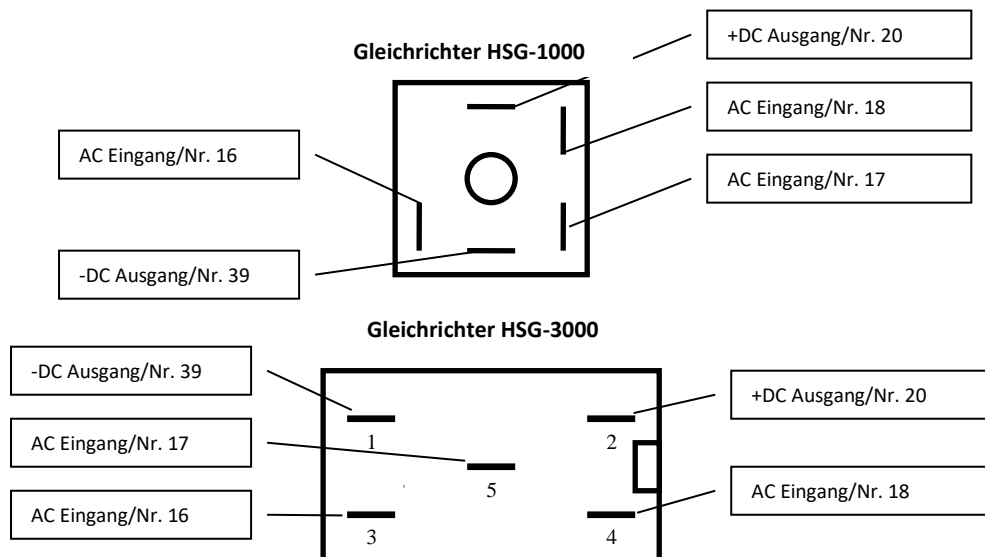 +DC Ausgang/Nr. 20
Gleichrichter HSG-1000
AC Eingang/Nr. 18
AC Eingang/Nr. 16
AC Eingang/Nr. 17
-DC Ausgang/Nr. 39
Gleichrichter HSG-3000
-DC Ausgang/Nr. 39
+DC Ausgang/Nr. 20
1
2
AC Eingang/Nr. 17
5
AC Eingang/Nr. 18
AC Eingang/Nr. 16
3
4